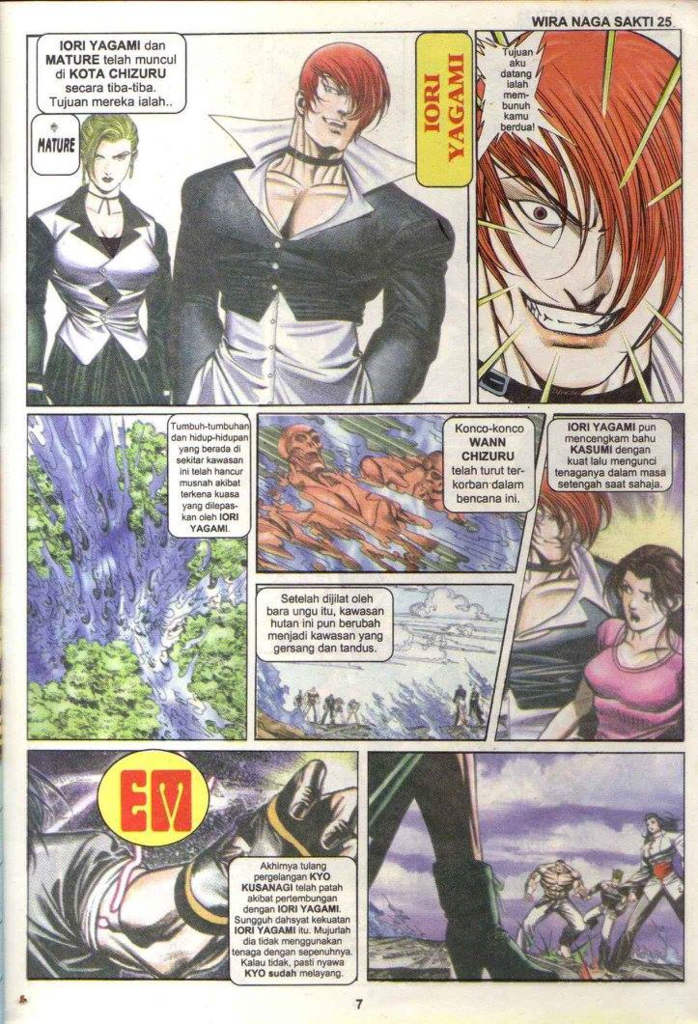 WIRA NAGA SAKTI 25
IORI YAGAMI dan
MATURE telah muncul
di KOTA CHIZURU
secara tiba-tiba.
Tujuan mereka ialah..
MATURE
IORI
YAGAMI
Tujuan
aku
datang
ialah
mem-
bunuh
kamu
berdua!
Tumbuh-tumbuhan
dan hidup-hidupan
yang berada di
sekitar kawasan
ini telah hancur
musnah akibat
terkena kuasa
yang dilepas-
kan oleh IORI
YAGAMI.
Konco-konco
WANN
CHIZURU
telah turut ter-
korban dalam
bencana ini.
IORI YAGAMI pun
mencengkam bahu
KASUMI dengan
kuat lalu mengunci
tenaganya dalam masa
setengah saat sahaja.
Setelah dijilat oleh
bara ungu itu, kawasan
hutan ini pun berubah
menjadi kawasan yang
gersang dan tandus.
Akhirnya tulang
pergelangan KYO
KUSANAGI telah patah
akibat pertembungan
dengan IORI YAGAMI.
Sungguh dahsyat kekuatan
IORI YAGAMI itu. Mujurlah
dia tidak menggunakan
tenaga dengan sepenuhnya.
Kalau tidak, pasti nyawa
KYO sudah melayang.
7